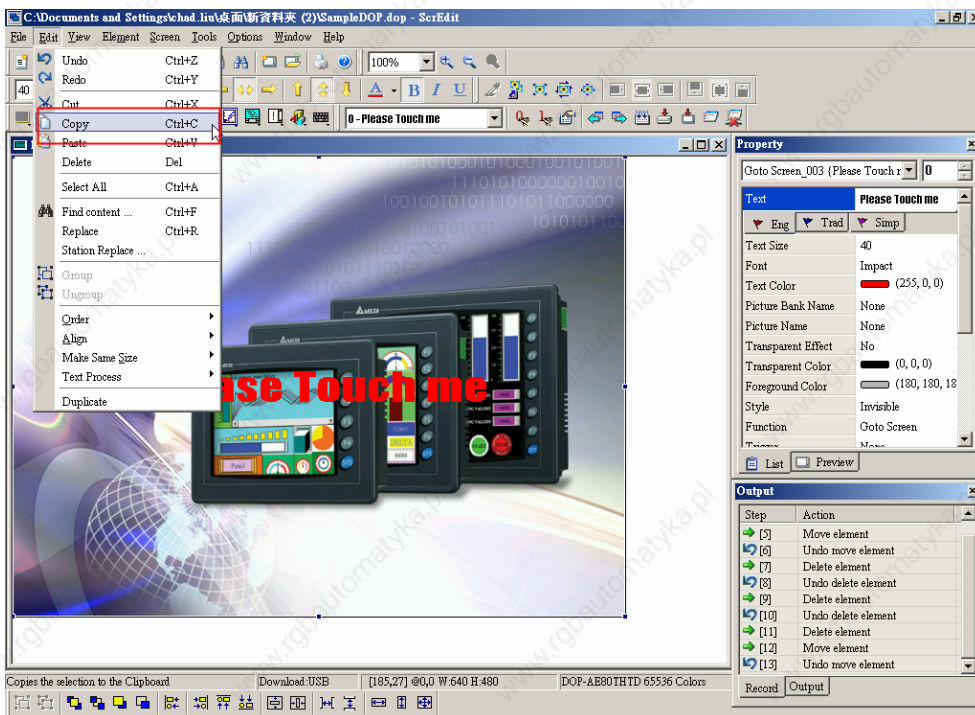 C:\Documents and Settings\chad.liu\桌面\新資料夾 (2)\SampleDOP.dop - ScrEdit
File Edit View Element Screen Tools Options Window Help
Undo Ctrl+Z
Redo Ctrl+Y
Cut Ctrl+X
Copy Ctrl+C
Paste Ctrl+V
Delete Del
Select All Ctrl+A
Find content ... Ctrl+F
Replace Ctrl+R
Station Replace ...
Group
Ungroup
Order
Align
Make Same Size
Text Process
Duplicate
100%
40
A B I U
0 - Please Touch me
ase Touch me
Property
Goto Screen_003 {Please Touch r 0
Text Please Touch me
Eng Trad Simp
Text Size 40
Font Impact
Text Color (255, 0, 0)
Picture Bank Name None
Picture Name None
Transparent Effect No
Transparent Color (0, 0, 0)
Foreground Color (180, 180, 18
Style Invisible
Function Goto Screen
Trigger None
List Preview
Output
Step Action
[5] Move element
[6] Undo move element
[7] Delete element
[8] Undo delete element
[9] Delete element
[10] Undo delete element
[11] Delete element
[12] Move element
[13] Undo move element
Record Output
Copies the selection to the Clipboard Download:USB [185,27] @0,0 W:640 H:480 DOP-AE80THTD 65536 Colors
www.rgbautomatyka.pl